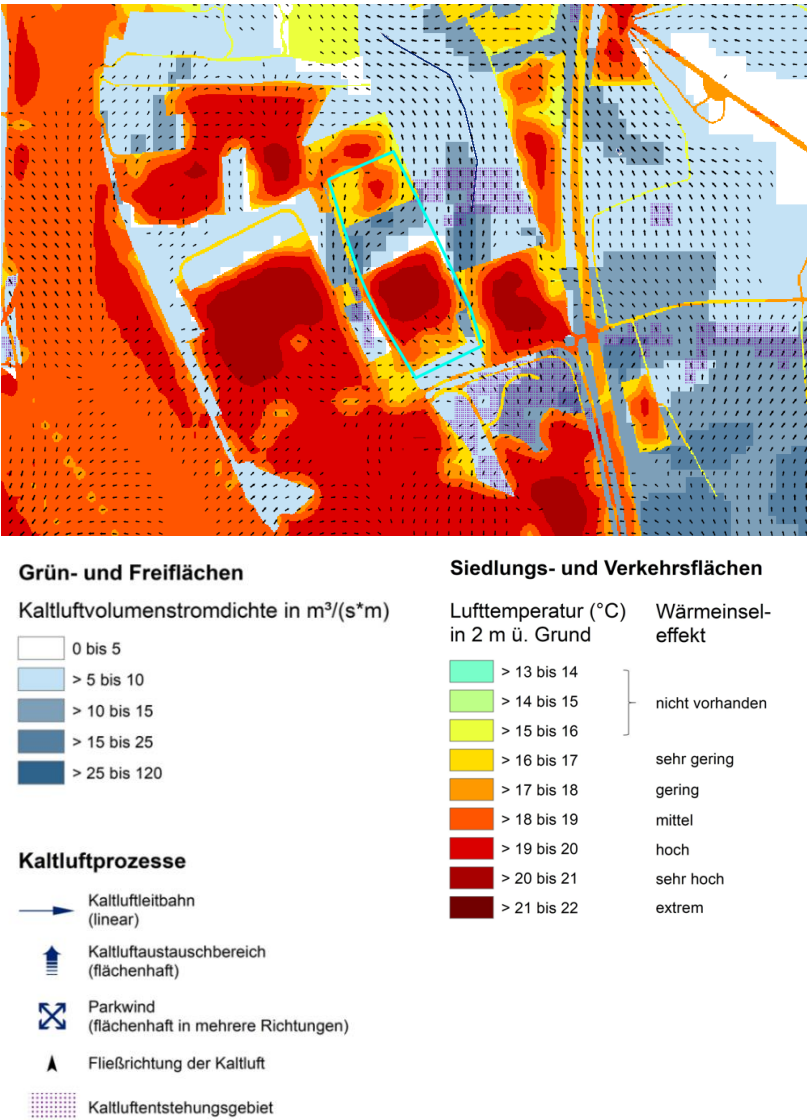 Grün- und Freiflächen
Kaltluftvolumenstromdichte in m³/(s*m)
0 bis 5
> 5 bis 10
> 10 bis 15
> 15 bis 25
> 25 bis 120
Kaltluftprozesse
Kaltluftleitbahn
(linear)
Kaltluftaustauschbereich
(flächenhaft)
Parkwind
(flächenhaft in mehrere Richtungen)
Fließrichtung der Kaltluft
Kaltluftentstehungsgebiet
Siedlungs- und Verkehrsflächen
Lufttemperatur (°C)
in 2 m ü. Grund
Wärmeinsel-
effekt
> 13 bis 14
> 14 bis 15
nicht vorhanden
> 15 bis 16
> 16 bis 17 sehr gering
> 17 bis 18 gering
> 18 bis 19 mittel
> 19 bis 20 hoch
> 20 bis 21 sehr hoch
> 21 bis 22 extrem